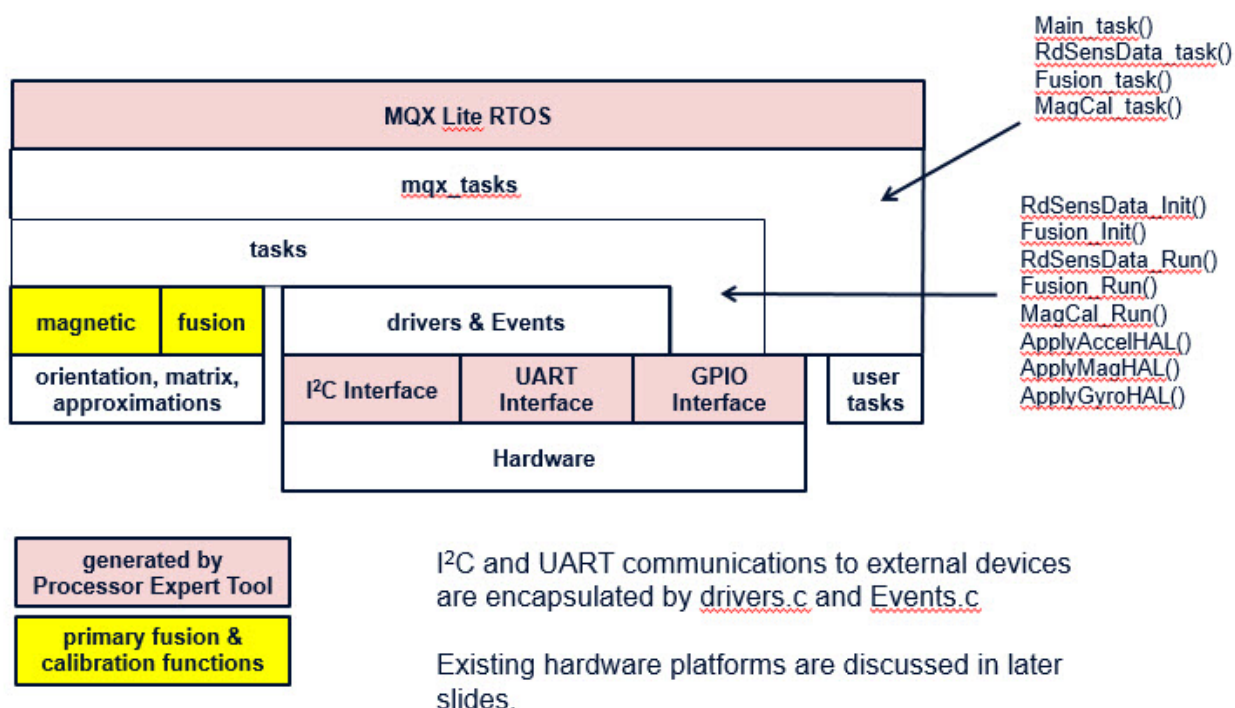 Main_task()
RdSensData_task()
Fusion_task()
MagCal_task()
MQX Lite RTOS
mqx_tasks
tasks
RdSensData_Init()
Fusion_Init()
RdSensData_Run()
Fusion_Run()
MagCal_Run()
ApplyAccelHAL()
ApplyMagHAL()
ApplyGyroHAL()
magnetic
fusion
drivers & Events
orientation, matrix,
approximations
I²C Interface
UART
Interface
GPIO
Interface
user
tasks
Hardware
generated by
Processor Expert Tool
primary fusion &
calibration functions
I²C and UART communications to external devices
are encapsulated by drivers.c and Events.c
Existing hardware platforms are discussed in later
slides.